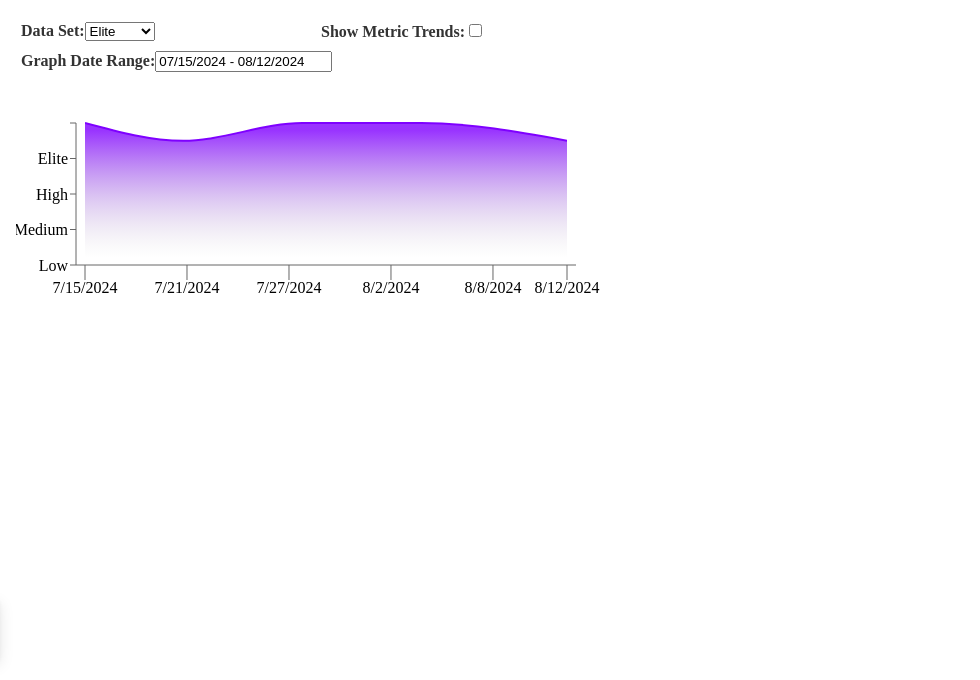 Data Set: Elite
Show Metric Trends:
Graph Date Range: 07/15/2024 - 08/12/2024
Elite
High
Medium
Low
7/15/2024 7/21/2024 7/27/2024 8/2/2024 8/8/2024 8/12/2024